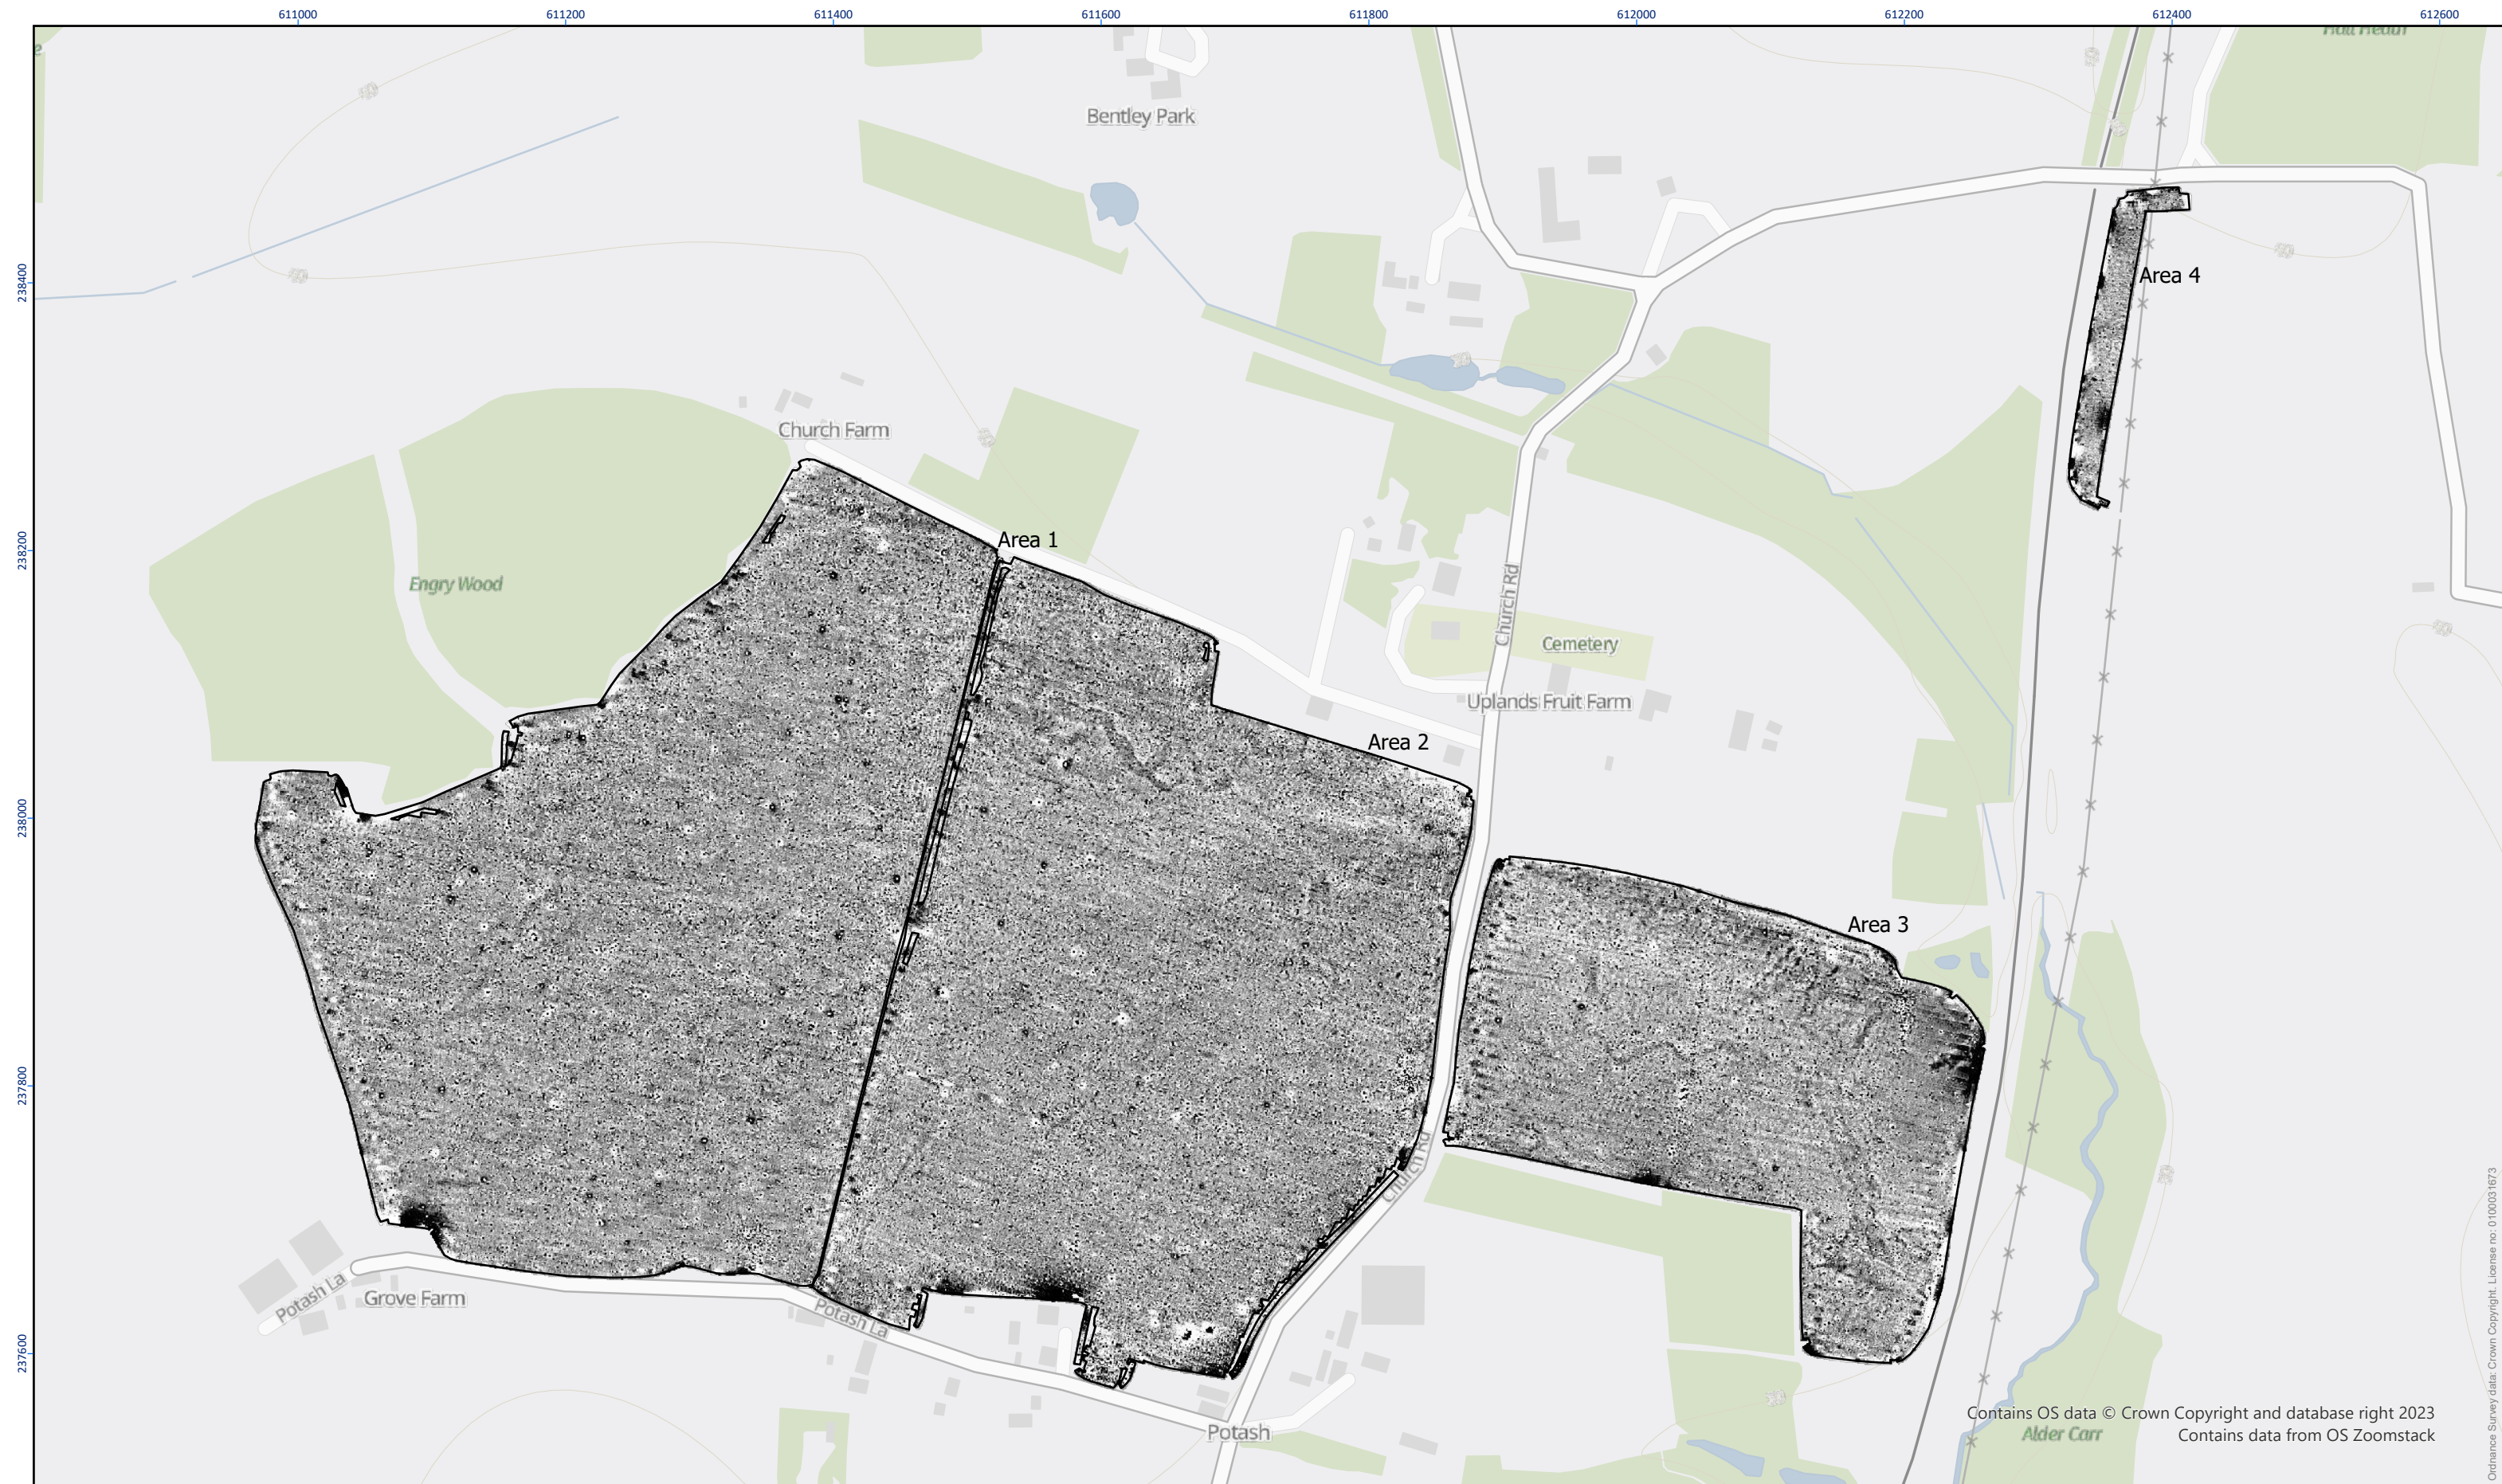 611000 611200 611400 611600 611800 612000 612200 612400 612600
Bentley Park
238400
Area 4
Church Farm
238200
Area 1
Engry Wood
Church Rd
Cemetery
Uplands Fruit Farm
Area 2
238000
Area 3
237800
Church Rd
Potash La
Grove Farm
Potash La
237600
Potash
Contains OS data © Crown Copyright and database right 2023
Alder Carr
Contains data from OS Zoomstack
Ordnance Survey data: Crown Copyright. License no: 0100031673